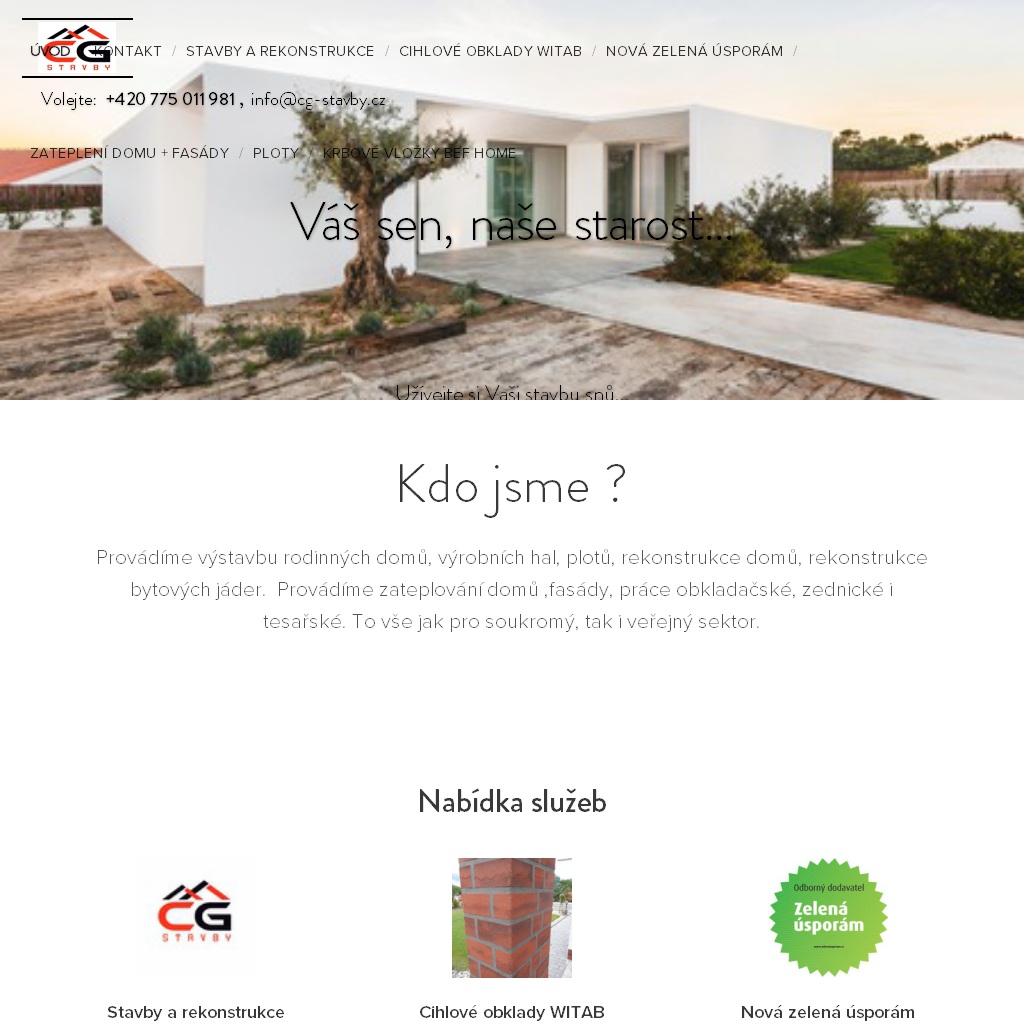 ÚVOD / KONTAKT / STAVBY A REKONSTRUKCE / CIHLOVÉ OBKLADY WITAB / NOVÁ ZELENÁ ÚSPORÁM /
CG
STAVBY
Volejte: +420 775 011 981 , info@cg-stavby.cz
ZATEPLENÍ DOMU + FASÁDY / PLOTY / KRBOVÉ VLOŽKY BEF HOME
Váš sen, naše starost...
Užívejte si Vaši stavbu snů...
Kdo jsme ?
Provádíme výstavbu rodinných domů, výrobních hal, plotů, rekonstrukce domů, rekonstrukce
bytových jáder. Provádíme zateplování domů ,fasády, práce obkladačské, zednické i
tesařské. To vše jak pro soukromý, tak i veřejný sektor.
Nabídka služeb
CG
STAVBY
Odborný dodavatel
Zelená
úsporám
Stavby a rekonstrukce
Cihlové obklady WITAB
Nová zelená úsporám